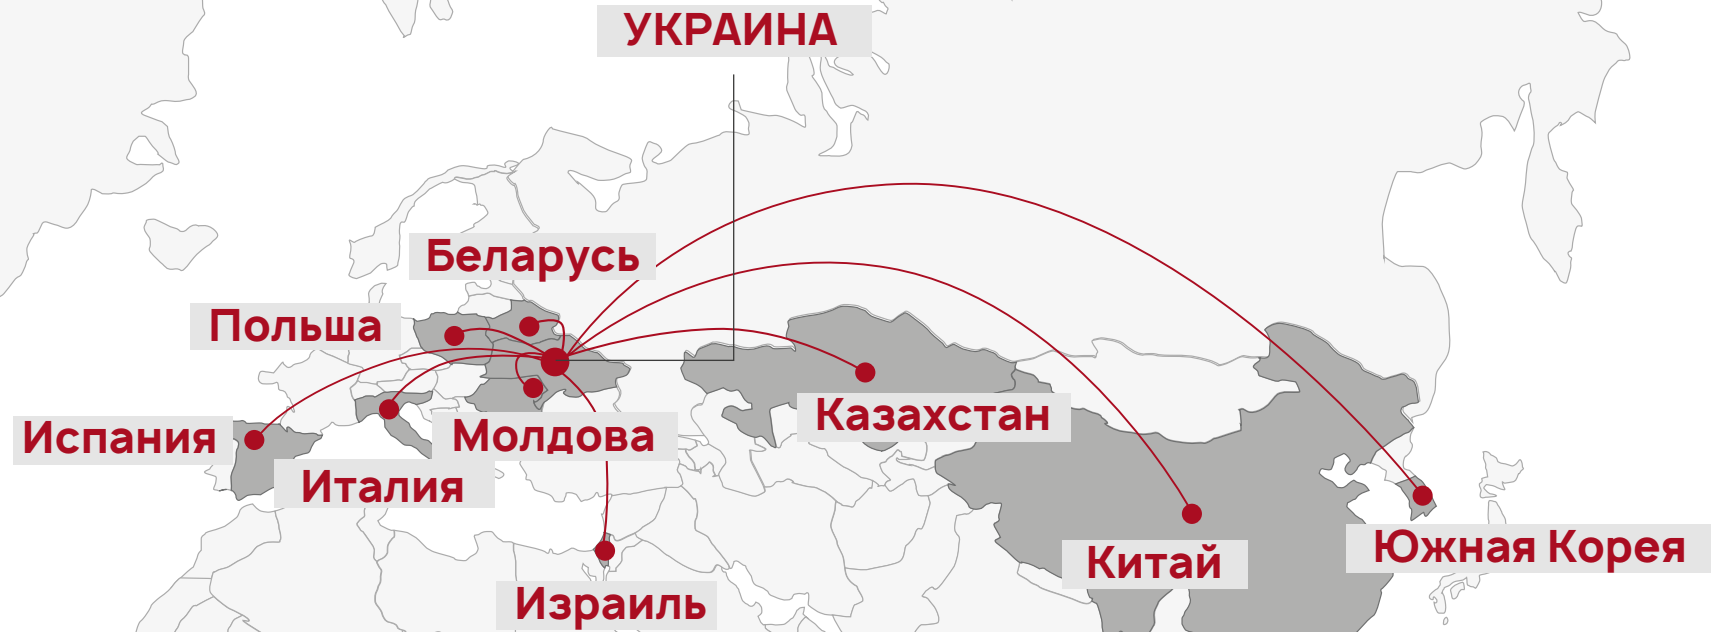 УКРАИНА
Беларусь
Польша
Казахстан
Испания
Молдова
Италия
Южная Корея
Китай
Израиль